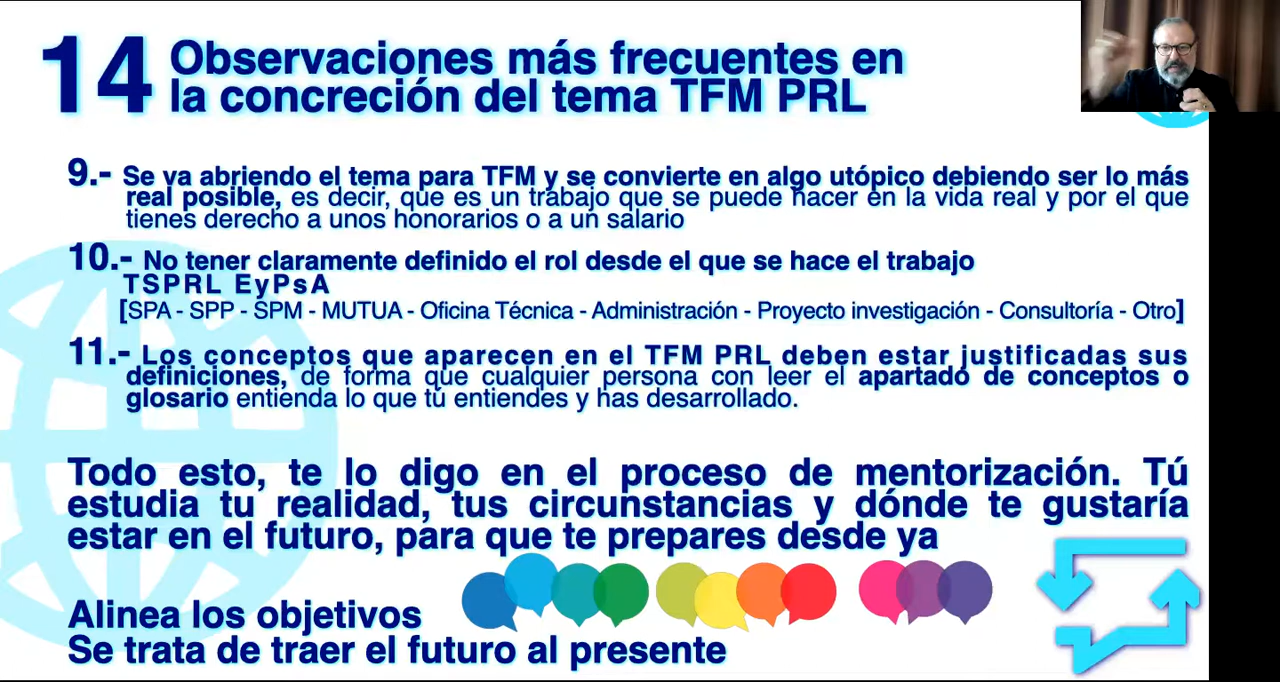 14 Observaciones más frecuentes en
la concreción del tema TFM PRL
9.- Se va abriendo el tema para TFM y se convierte en algo utópico debiendo ser lo más
real posible, es decir, que es un trabajo que se puede hacer en la vida real y por el que
tienes derecho a unos honorarios o a un salario
10.- No tener claramente definido el rol desde el que se hace el trabajo
TSPRL EyPsA
[SPA - SPP - SPM - MUTUA - Oficina Técnica - Administración - Proyecto investigación - Consultoría - Otro]
11.- Los conceptos que aparecen en el TFM PRL deben estar justificadas sus
definiciones, de forma que cualquier persona con leer el apartado de conceptos o
glosario entienda lo que tú entiendes y has desarrollado.
Todo esto, te lo digo en el proceso de mentorización. Tú
estudia tu realidad, tus circunstancias y dónde te gustaría
estar en el futuro, para que te prepares desde ya
Alinea los objetivos
Se trata de traer el futuro al presente